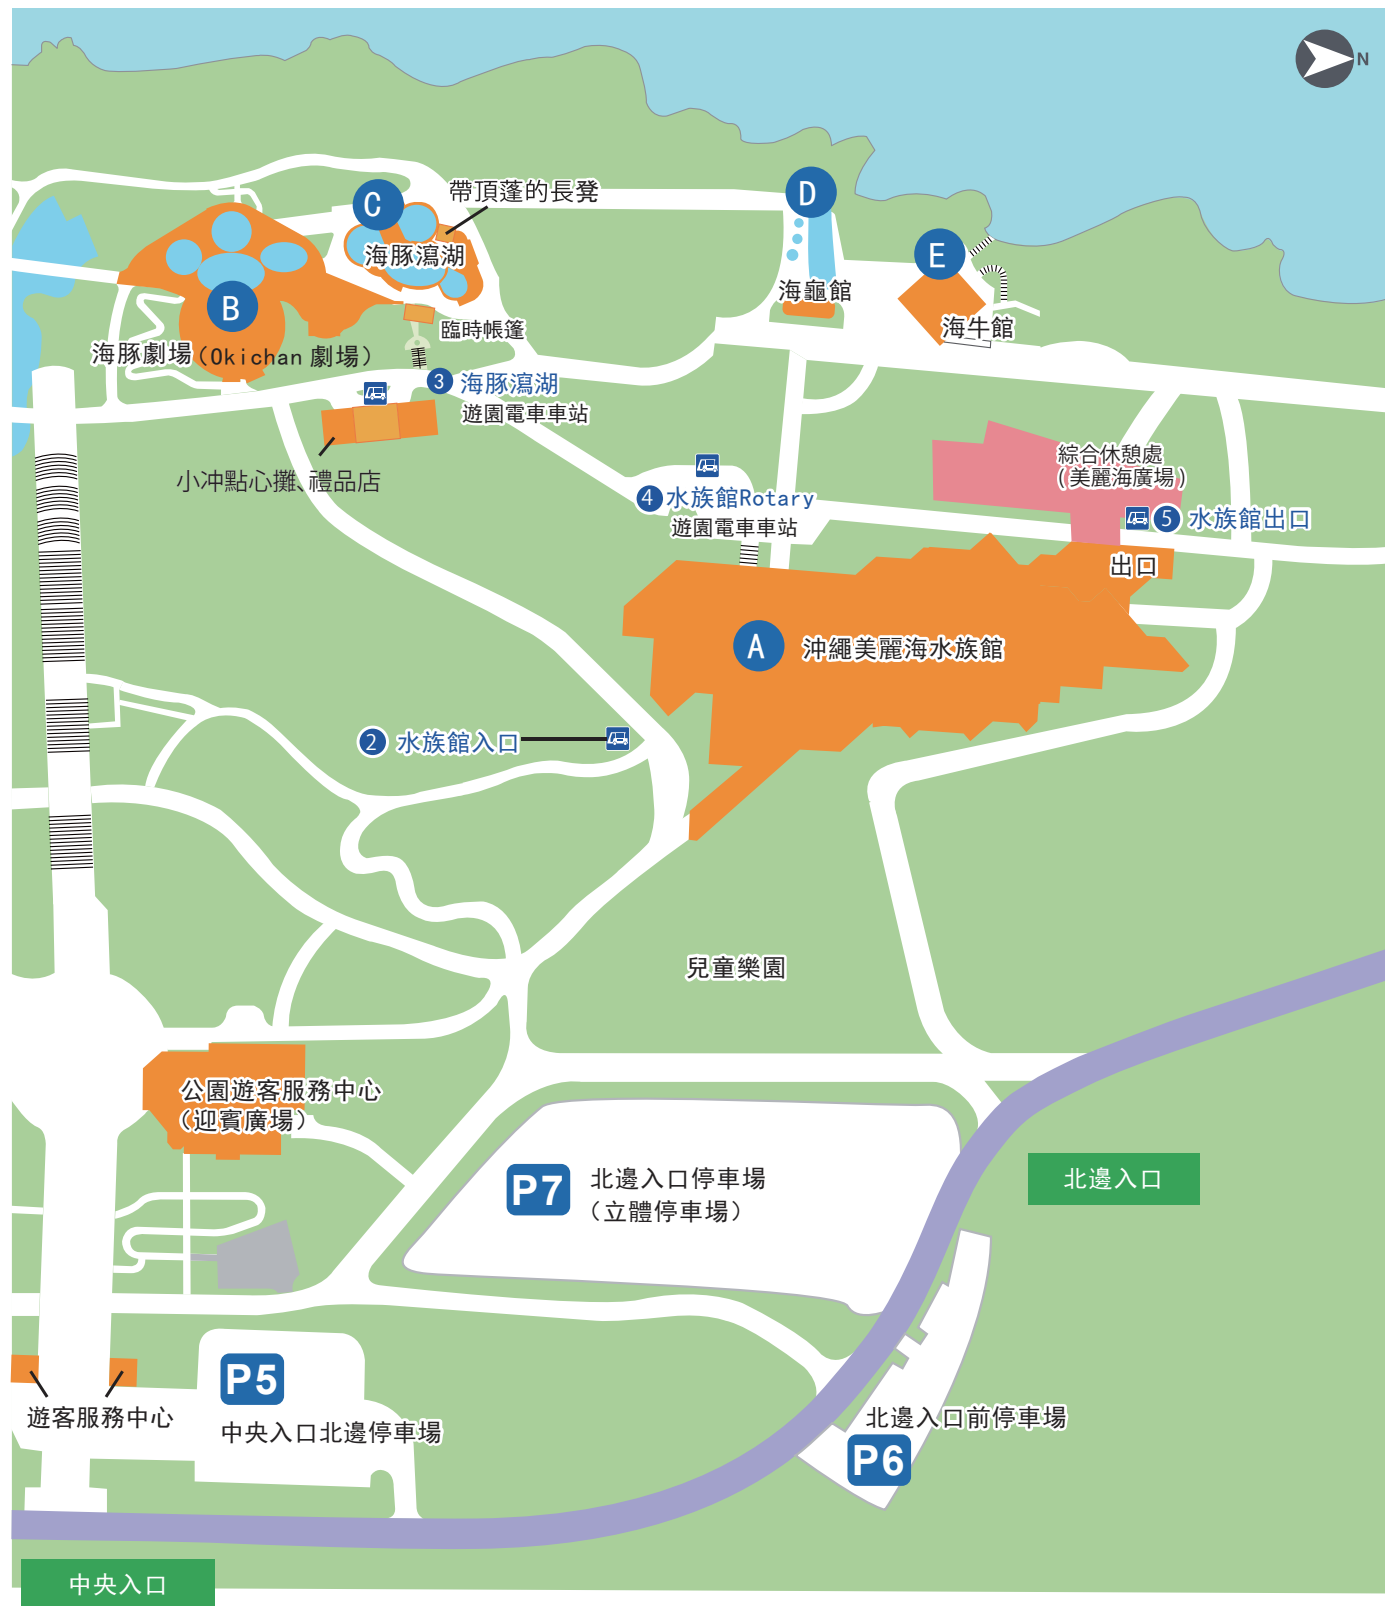 N
C
帶頂蓬的長凳
D
海豚瀉湖
E
海龜館
B
海牛館
臨時帳篷
海豚劇場(Okichan 劇場)
3 海豚瀉湖
遊園電車車站
小冲點心攤、禮品店
綜合休憩處
(美麗海廣場)
4 水族館Rotary
遊園電車車站
5 水族館出口
出口
A 沖繩美麗海水族館
2 水族館入口
兒童樂園
公園遊客服務中心
(迎賓廣場)
P7 北邊入口停車場
(立體停車場)
北邊入口
P5
中央入口北邊停車場
遊客服務中心
北邊入口前停車場
P6
中央入口